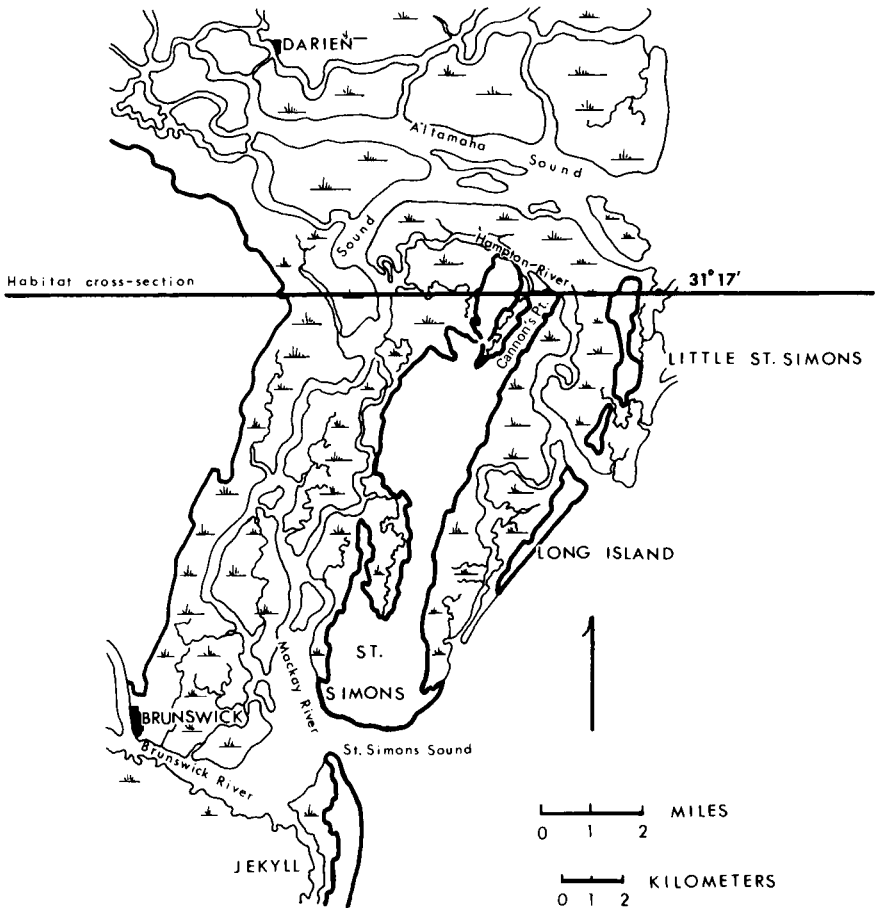 DARIEN
Altamaha
Sound
Sound
Hampton River
Habitat cross-section
31° 17'
Cannon's Pt.
LITTLE ST. SIMONS
LONG ISLAND
ST.
SIMONS
Mackay River
BRUNSWICK
Brunswick River
St. Simons Sound
JEKYLL
MILES
0 1 2
KILOMETERS
0 1 2